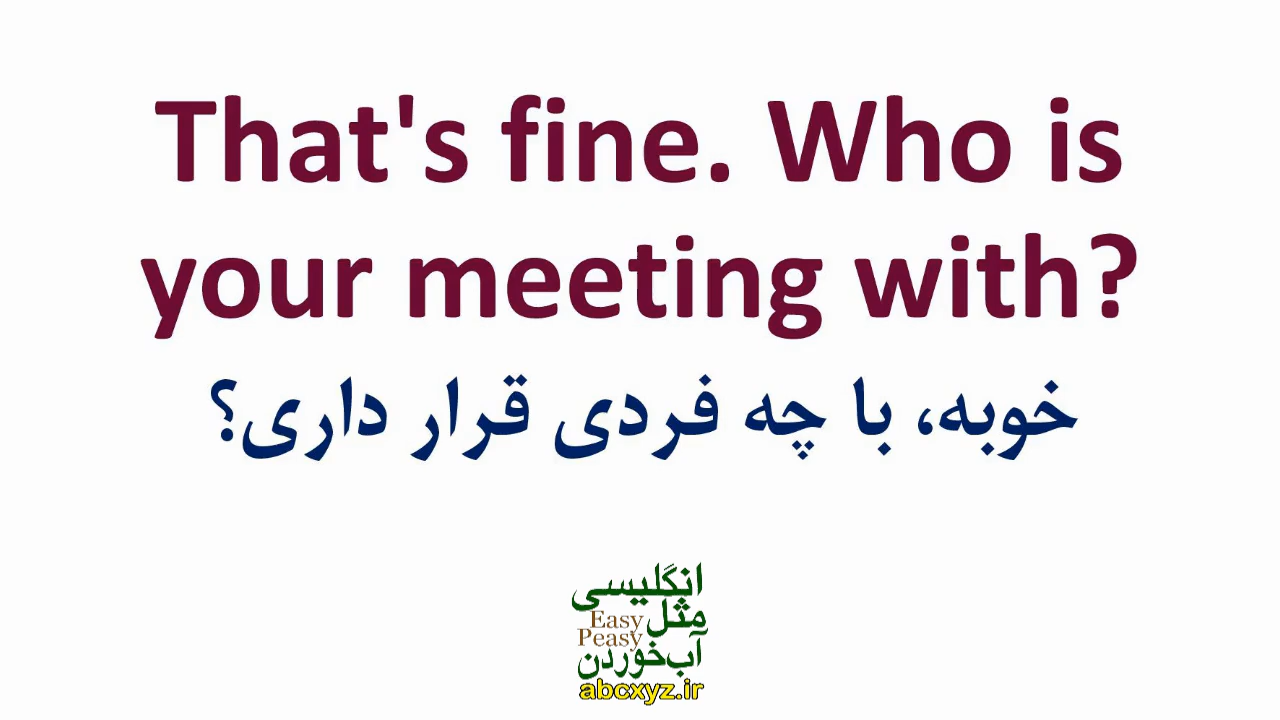 That's fine. Who is
your meeting with?
خوبه، با چه فردی قرار داری؟
انگلیسی
مثل
Easy
Peasy
آب‌خوردن
abcxyz.ir